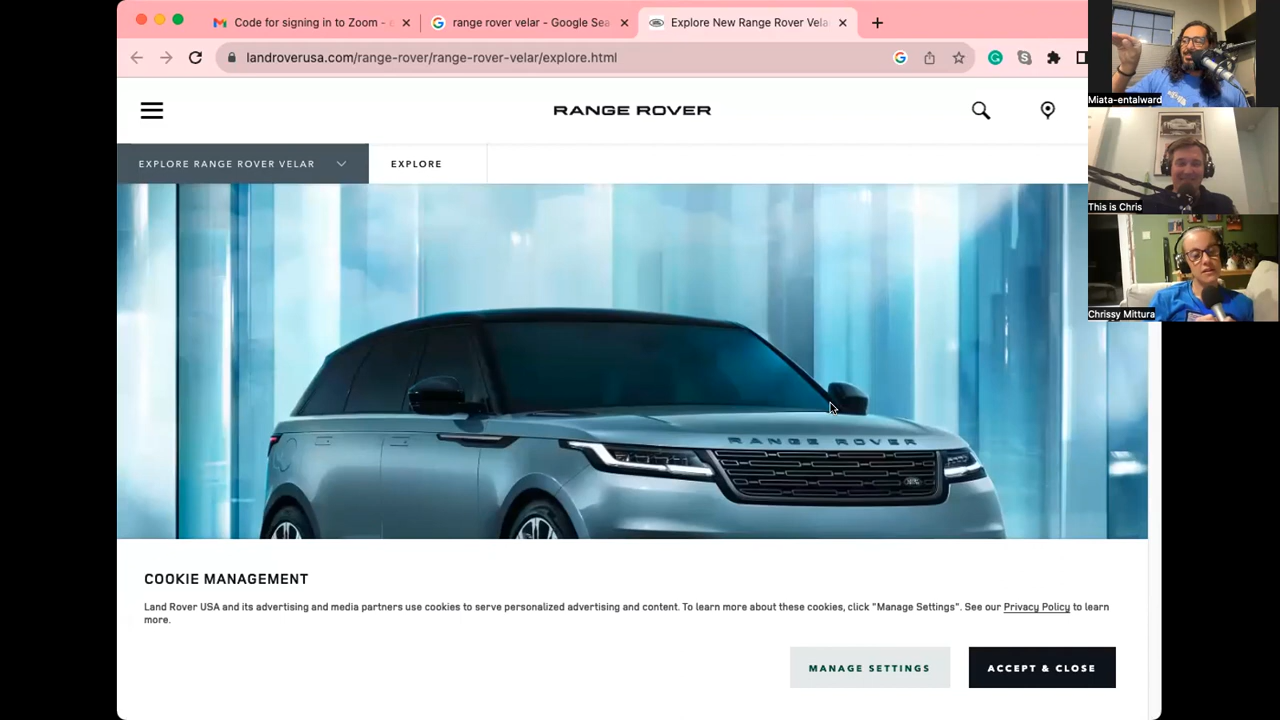 Code for signing in to Zoom -
range rover velar - Google Sea
Explore New Range Rover Vela
landroverusa.com/range-rover/range-rover-velar/explore.html
RANGE ROVER
EXPLORE RANGE ROVER VELAR
EXPLORE
RANGE ROVER
COOKIE MANAGEMENT
Land Rover USA and its advertising and media partners use cookies to serve personalized advertising and content. To learn more about these cookies, click "Manage Settings". See our Privacy Policy to learn
more.
MANAGE SETTINGS
ACCEPT & CLOSE
Miata-entalward
This is Chris
Chrissy Mittura